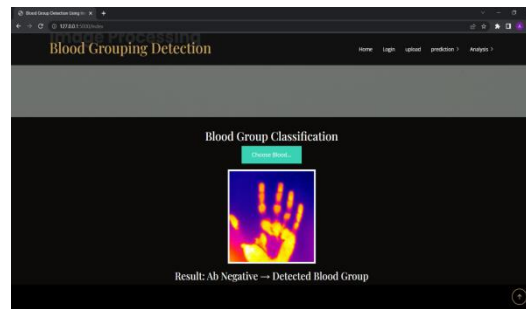 Blood Group Detection Using Im
127.0.0.1:5000/index
Image Processing
Blood Grouping Detection
Home Login upload prediction > Analysis >
Blood Group Classification
Choose Blood...
Result: Ab Negative → Detected Blood Group